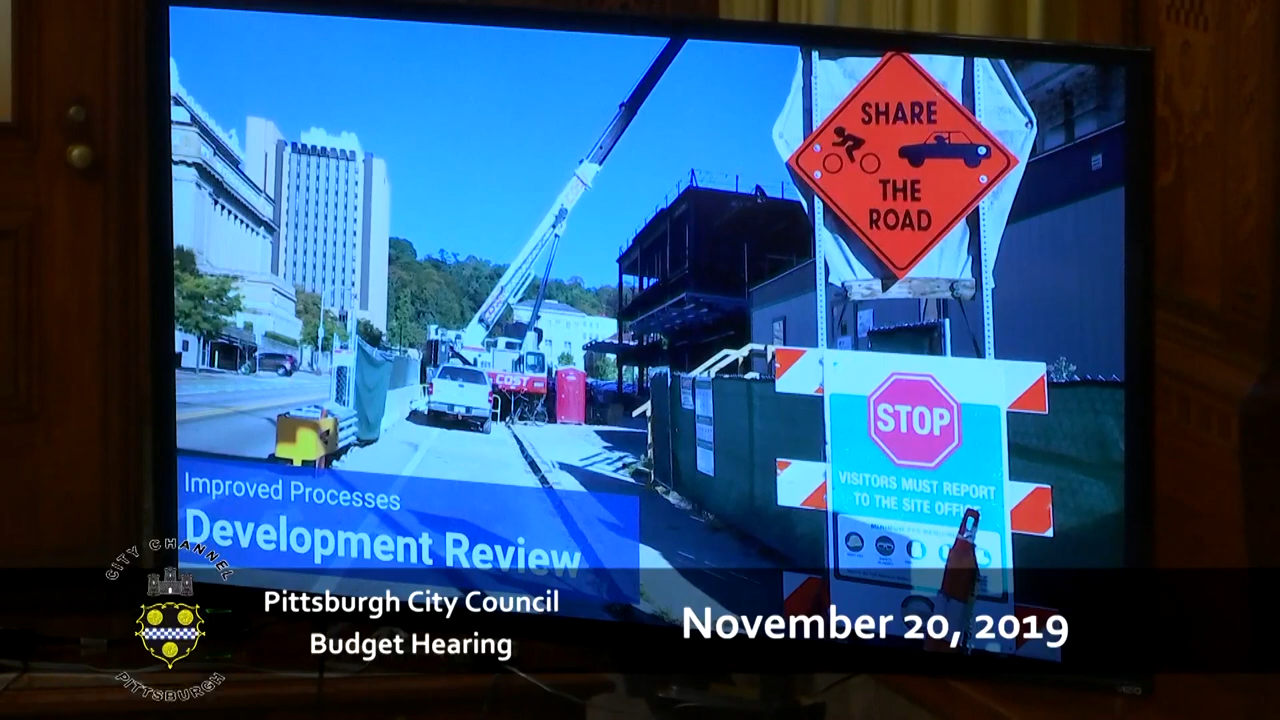 SHARE
THE
ROAD
COST
STOP
VISITORS MUST REPORT
TO THE SITE OFFICE
Improved Processes
Development Review
CITY CHANNEL
PITTSBURGH
Pittsburgh City Council
Budget Hearing
November 20, 2019